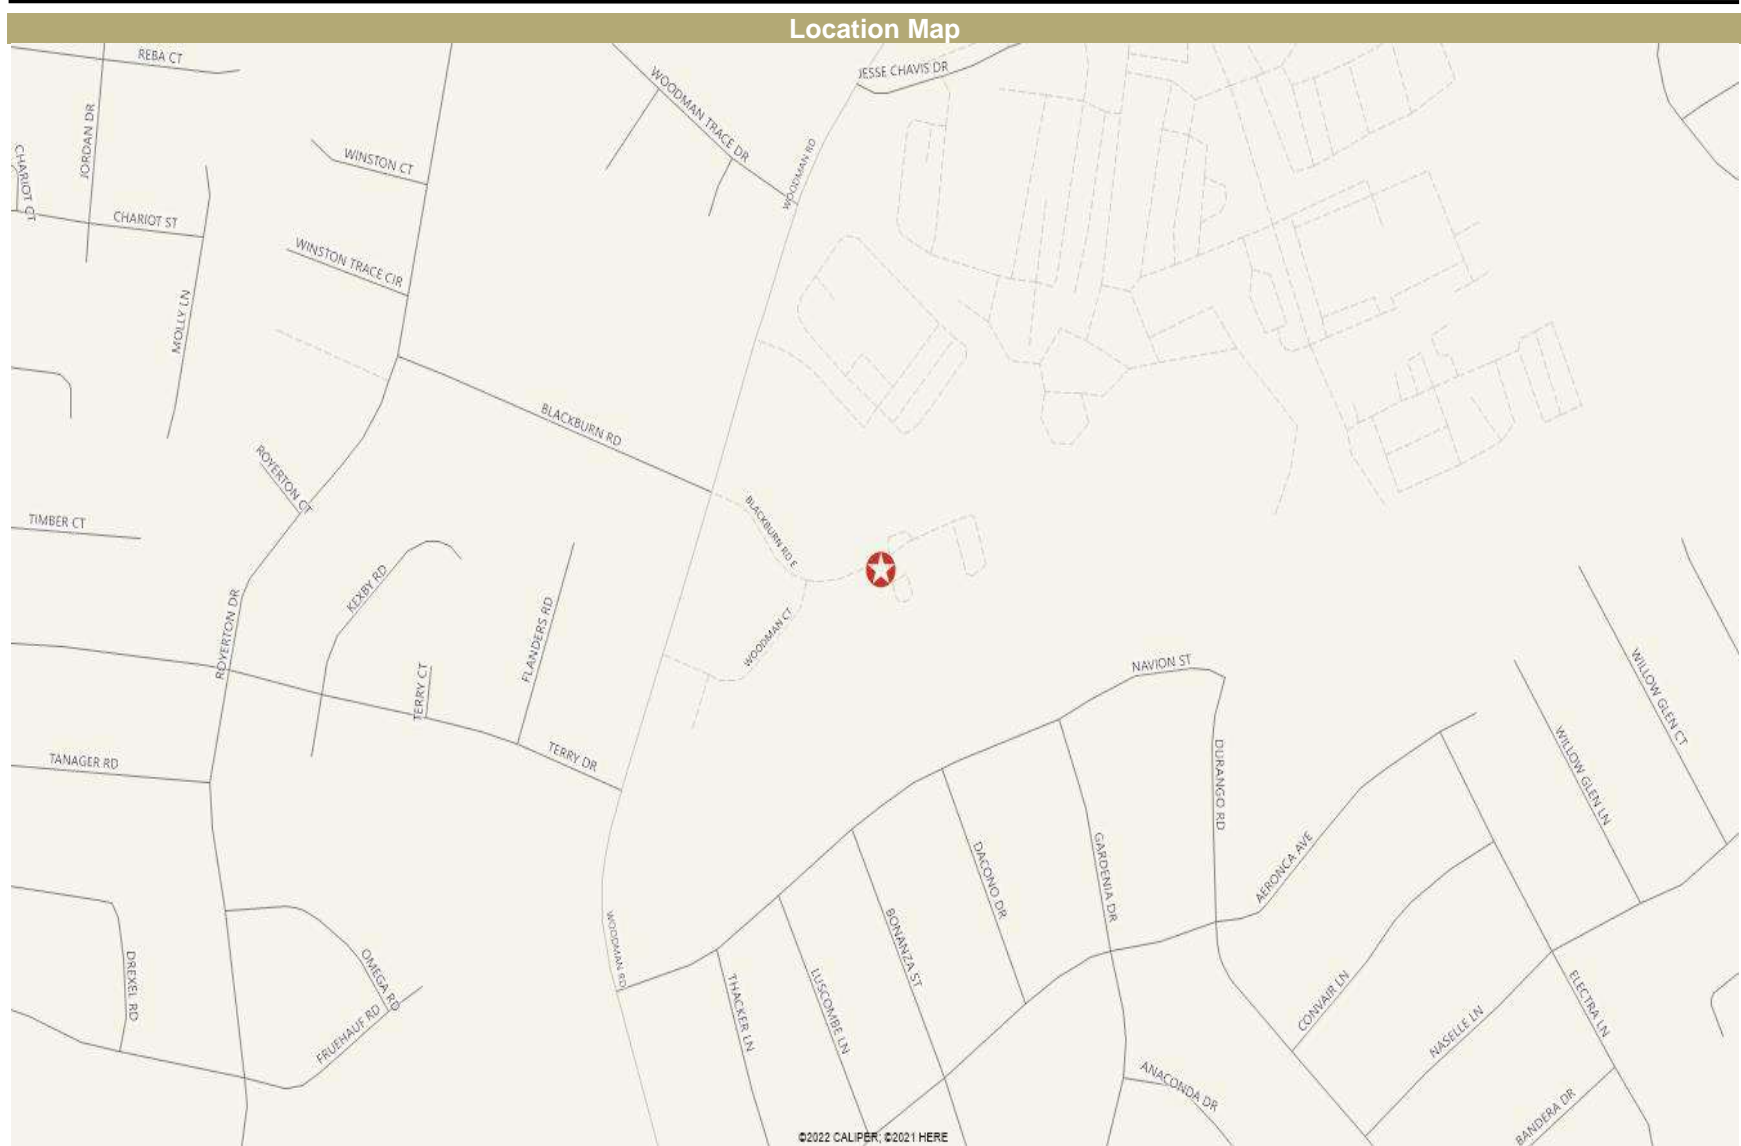 Location Map
REBA CT
JESSE CHAVIS DR
WOODMAN TRACE DR
JORDAN DR
CHARIOT CT
WINSTON CT
WOODMAN RD
CHARIOT ST
WINSTON TRACE CIR
MOLLY LN
BLACKBURN RD
ROYERTON CT
BLACKBURN RD E
TIMBER CT
KEXBY RD
ROYERTON DR
FLANDERS RD
WOODMAN CT
TERRY CT
NAVION ST
WILLOW GLEN CT
TANAGER RD
TERRY DR
DURANGO RD
WILLOW GLEN LN
GARDENIA DR
DACONO DR
AERONCA AVE
WOODMAN RD
BONANZA ST
DREXEL RD
OMEGA RD
FRUEHAUF RD
THACKER LN
LUSCOMBE LN
CONVAIR LN
NASELLE LN
ELECTRA LN
ANACONDA DR
BANDERA DR
©2022 CALIPER; ©2021 HERE